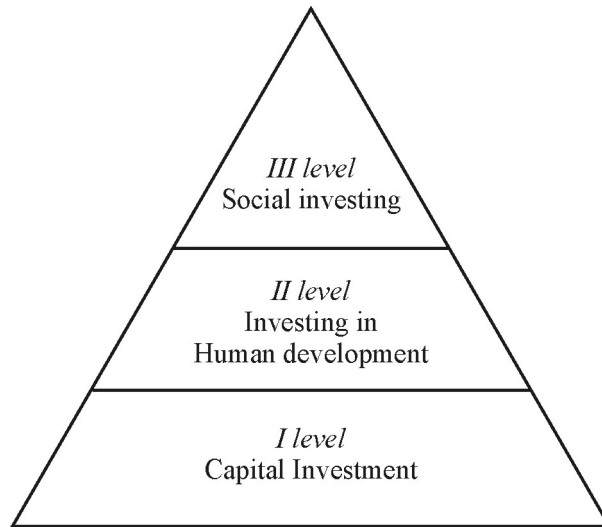 III level
Social investing
II level
Investing in
Human development
I level
Capital Investment